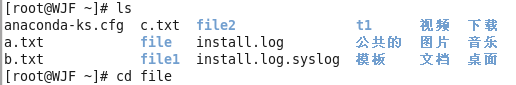 [root@WJF ~]# ls
anaconda-ks.cfg c.txt file2 t1 视频 下载
a.txt file install.log 公共的 图片 音乐
b.txt file1 install.log.syslog 模板 文档 桌面
[root@WJF ~]# cd file